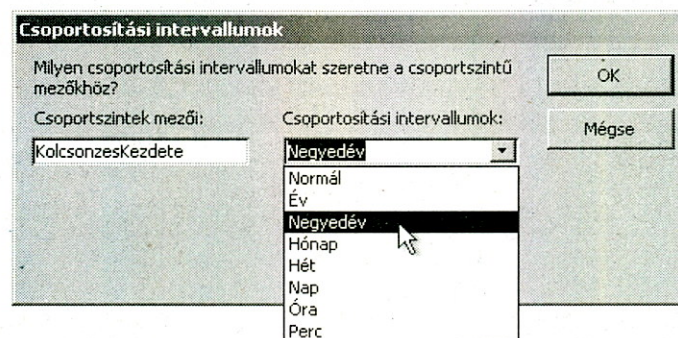 Csoportosítási intervallumok
Milyen csoportosítási intervallumokat szeretne a csoportszintű
mezőkhöz?
OK
Csoportszintek mezői:
Csoportosítási intervallumok:
Mégse
KolcsonzesKezdete
Negyedév
Normál
Év
Negyedév
Hónap
Hét
Nap
Óra
Perc